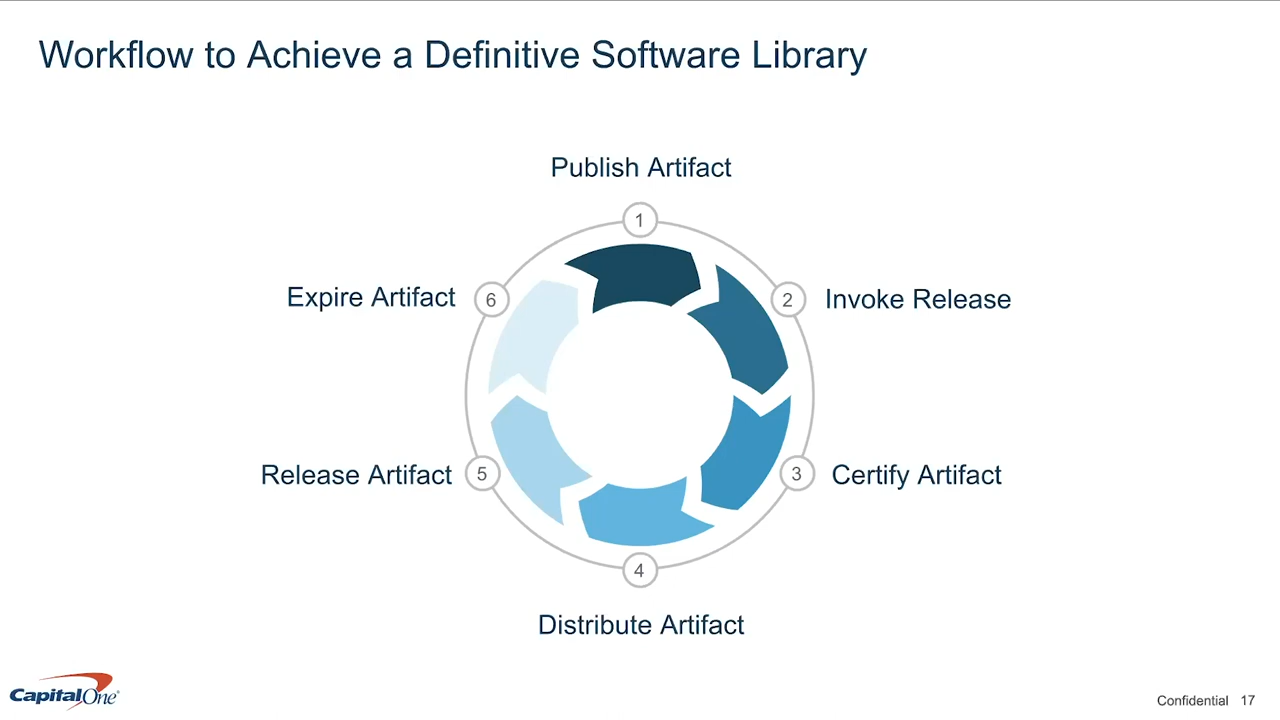 Workflow to Achieve a Definitive Software Library
Publish Artifact
1
Expire Artifact
6
2
Invoke Release
Release Artifact
5
3
Certify Artifact
4
Distribute Artifact
CapitalOne
Confidential 17